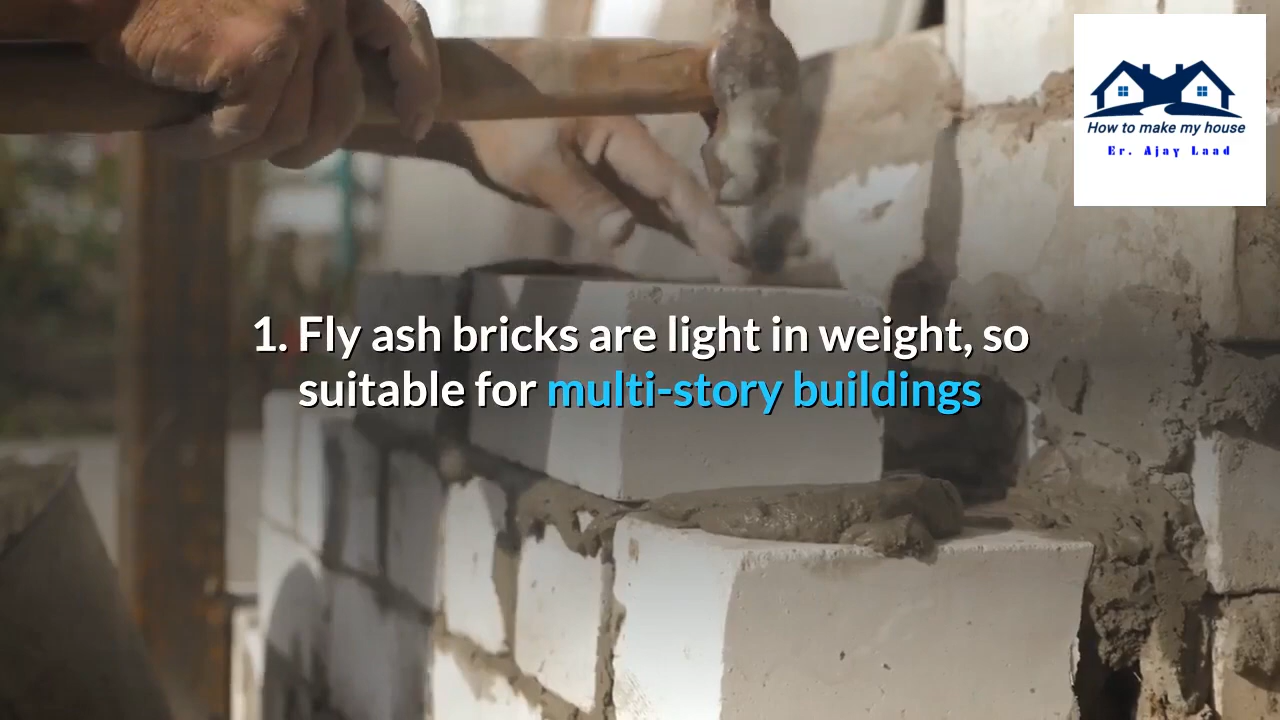 How to make my house
Er. Ajay Laad
1. Fly ash bricks are light in weight, so
suitable for multi-story buildings